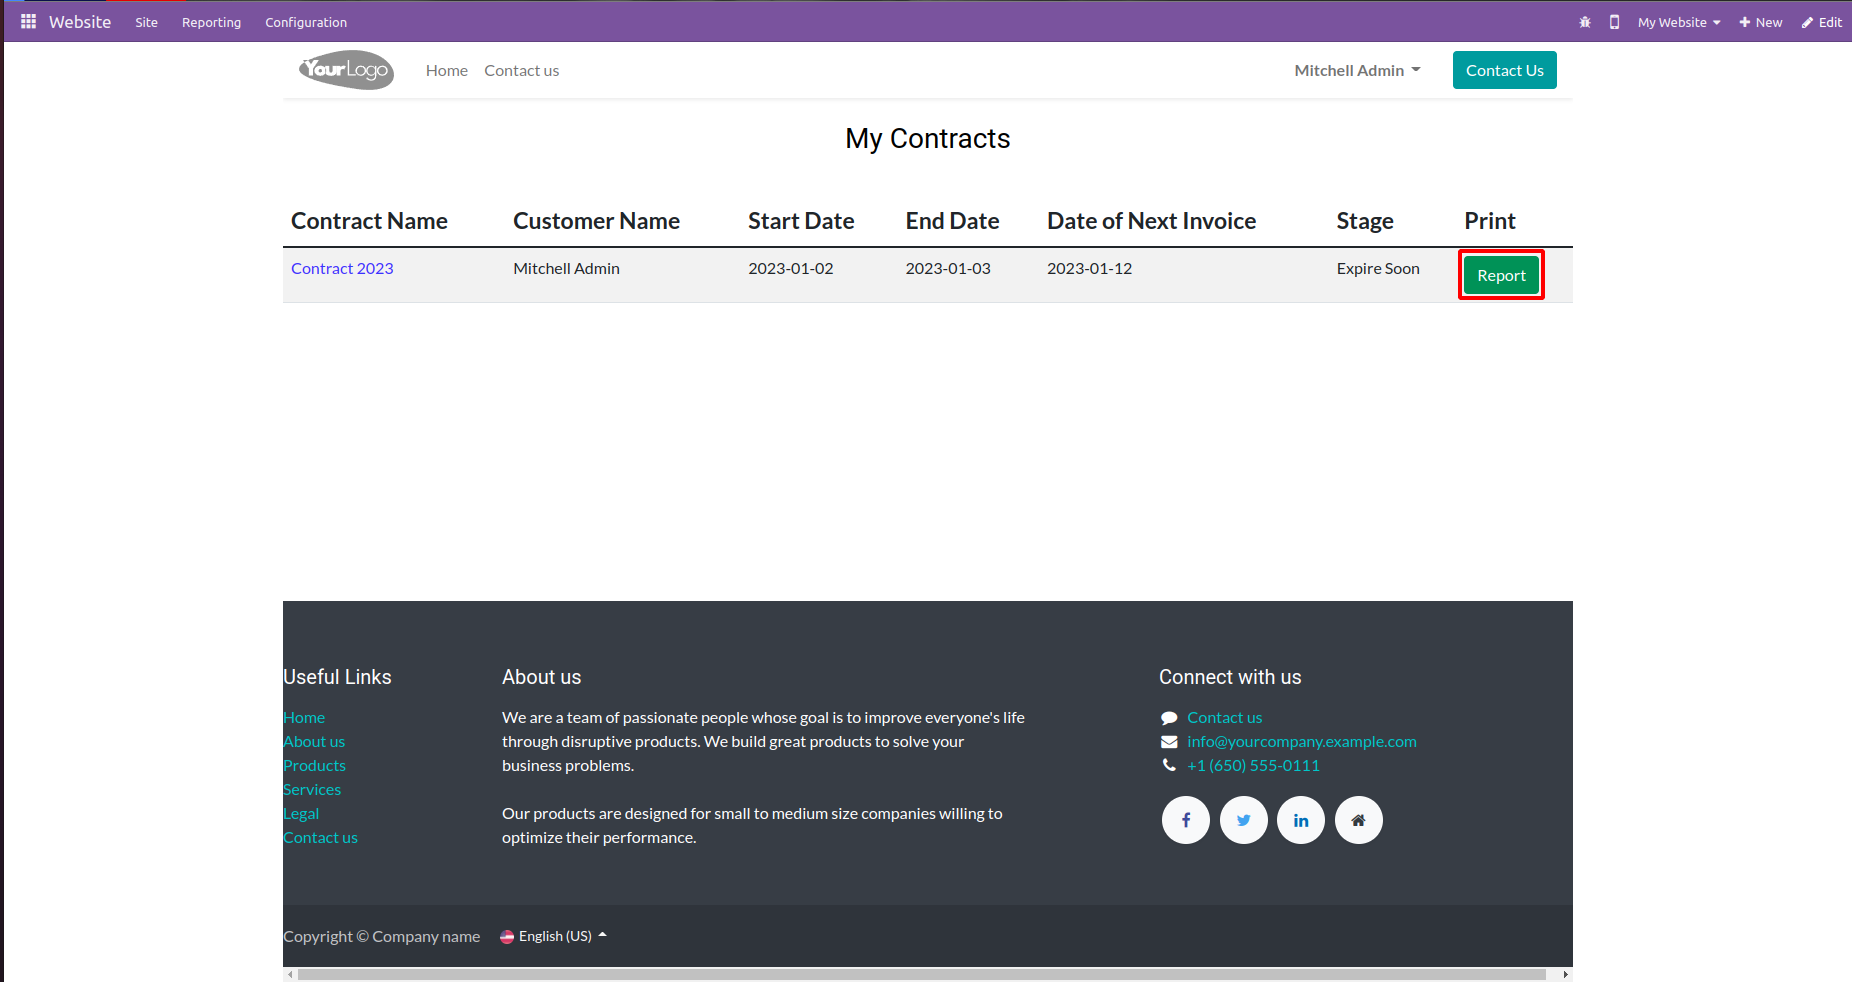 Website Site Reporting Configuration My Website New Edit
YourLogo Home Contact us Mitchell Admin Contact Us
My Contracts
Contract Name Customer Name Start Date End Date Date of Next Invoice Stage Print
Contract 2023 Mitchell Admin 2023-01-02 2023-01-03 2023-01-12 Expire Soon Report
Useful Links
Home
About us
Products
Services
Legal
Contact us
About us
We are a team of passionate people whose goal is to improve everyone's life
through disruptive products. We build great products to solve your
business problems.
Our products are designed for small to medium size companies willing to
optimize their performance.
Connect with us
Contact us
info@yourcompany.example.com
+1 (650) 555-0111
Copyright © Company name English (US)